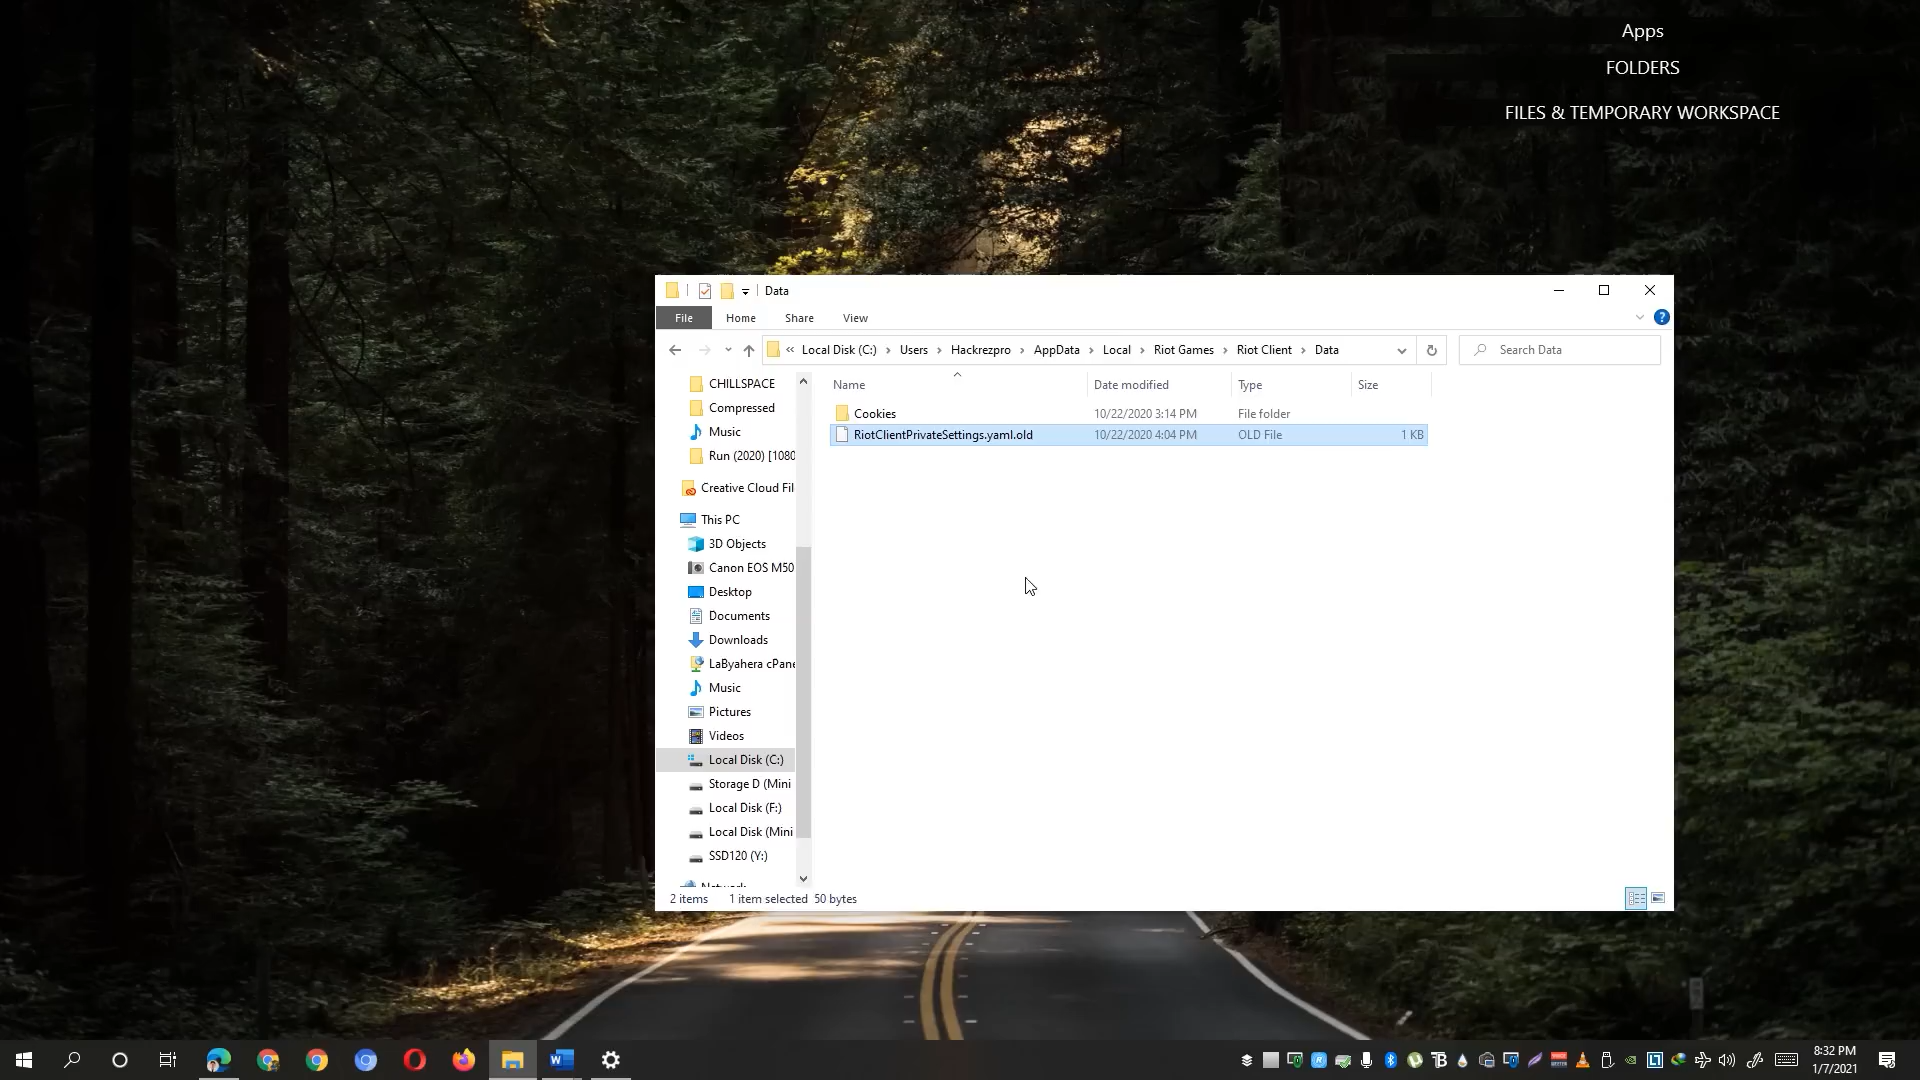 Apps
FOLDERS
FILES & TEMPORARY WORKSPACE
Data
File Home Share View
« Local Disk (C:) › Users › Hackrezpro › AppData › Local › Riot Games › Riot Client › Data
Search Data
Name Date modified Type Size
Cookies 10/22/2020 3:14 PM File folder
RiotClientPrivateSettings.yaml.old 10/22/2020 4:04 PM OLD File 1 KB
CHILLSPACE
Compressed
Music
Run (2020) [1080
Creative Cloud Fil
This PC
3D Objects
Canon EOS M50
Desktop
Documents
Downloads
LaByahera cPane
Music
Pictures
Videos
Local Disk (C:)
Storage D (Mini
Local Disk (F:)
Local Disk (Mini
SSD120 (Y:)
Network
2 items 1 item selected 50 bytes
8:32 PM
1/7/2021